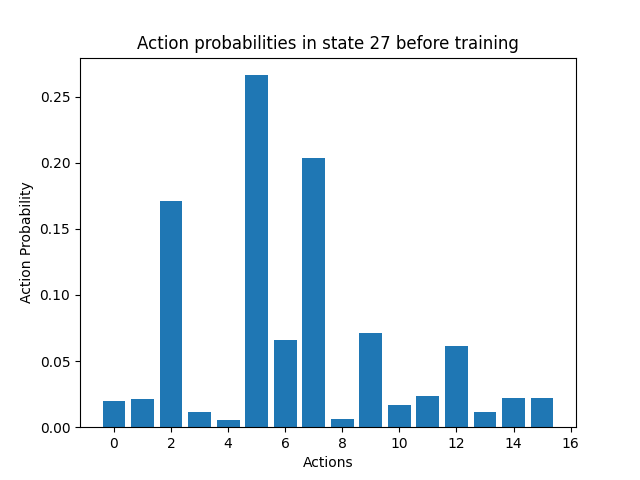 Action probabilities in state 27 before training
0.25
0.20
0.15
0.10
0.05
0.00
Action Probability
0 2 4 6 8 10 12 14 16
Actions